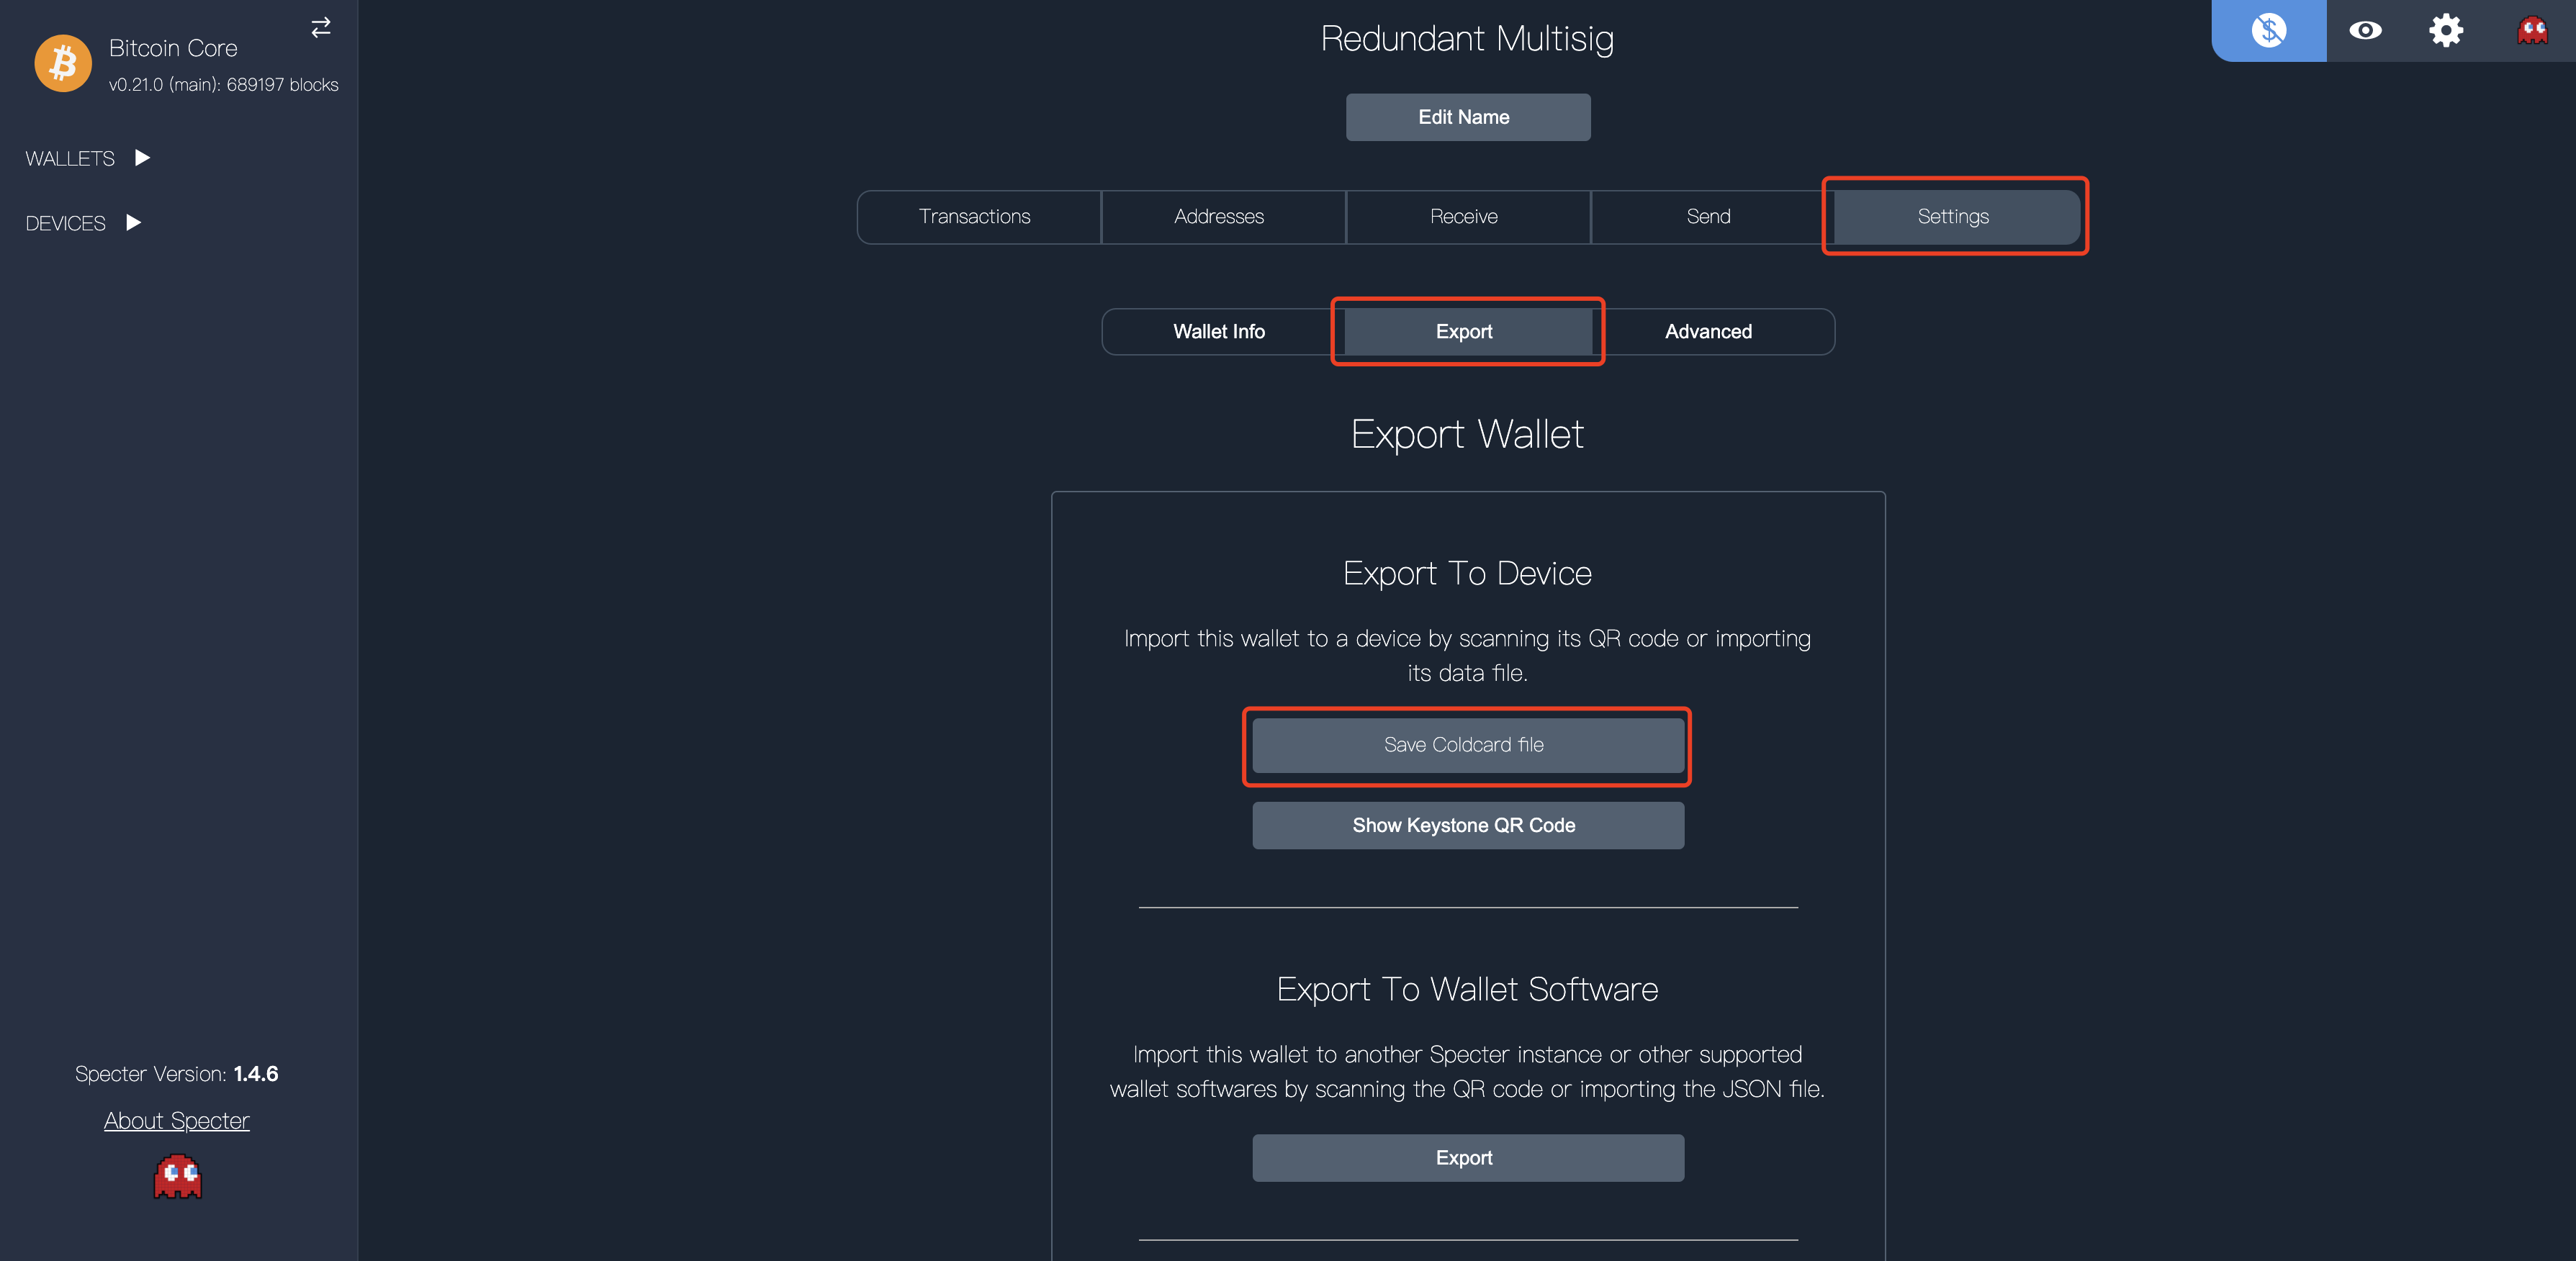 Bitcoin Core
v0.21.0 (main): 689197 blocks
WALLETS
DEVICES
Specter Version: 1.4.6
About Specter
Redundant Multisig
Edit Name
Transactions
Addresses
Receive
Send
Settings
Wallet Info
Export
Advanced
Export Wallet
Export To Device
Import this wallet to a device by scanning its QR code or importing
its data file.
Save Coldcard file
Show Keystone QR Code
Export To Wallet Software
Import this wallet to another Specter instance or other supported
wallet softwares by scanning the QR code or importing the JSON file.
Export